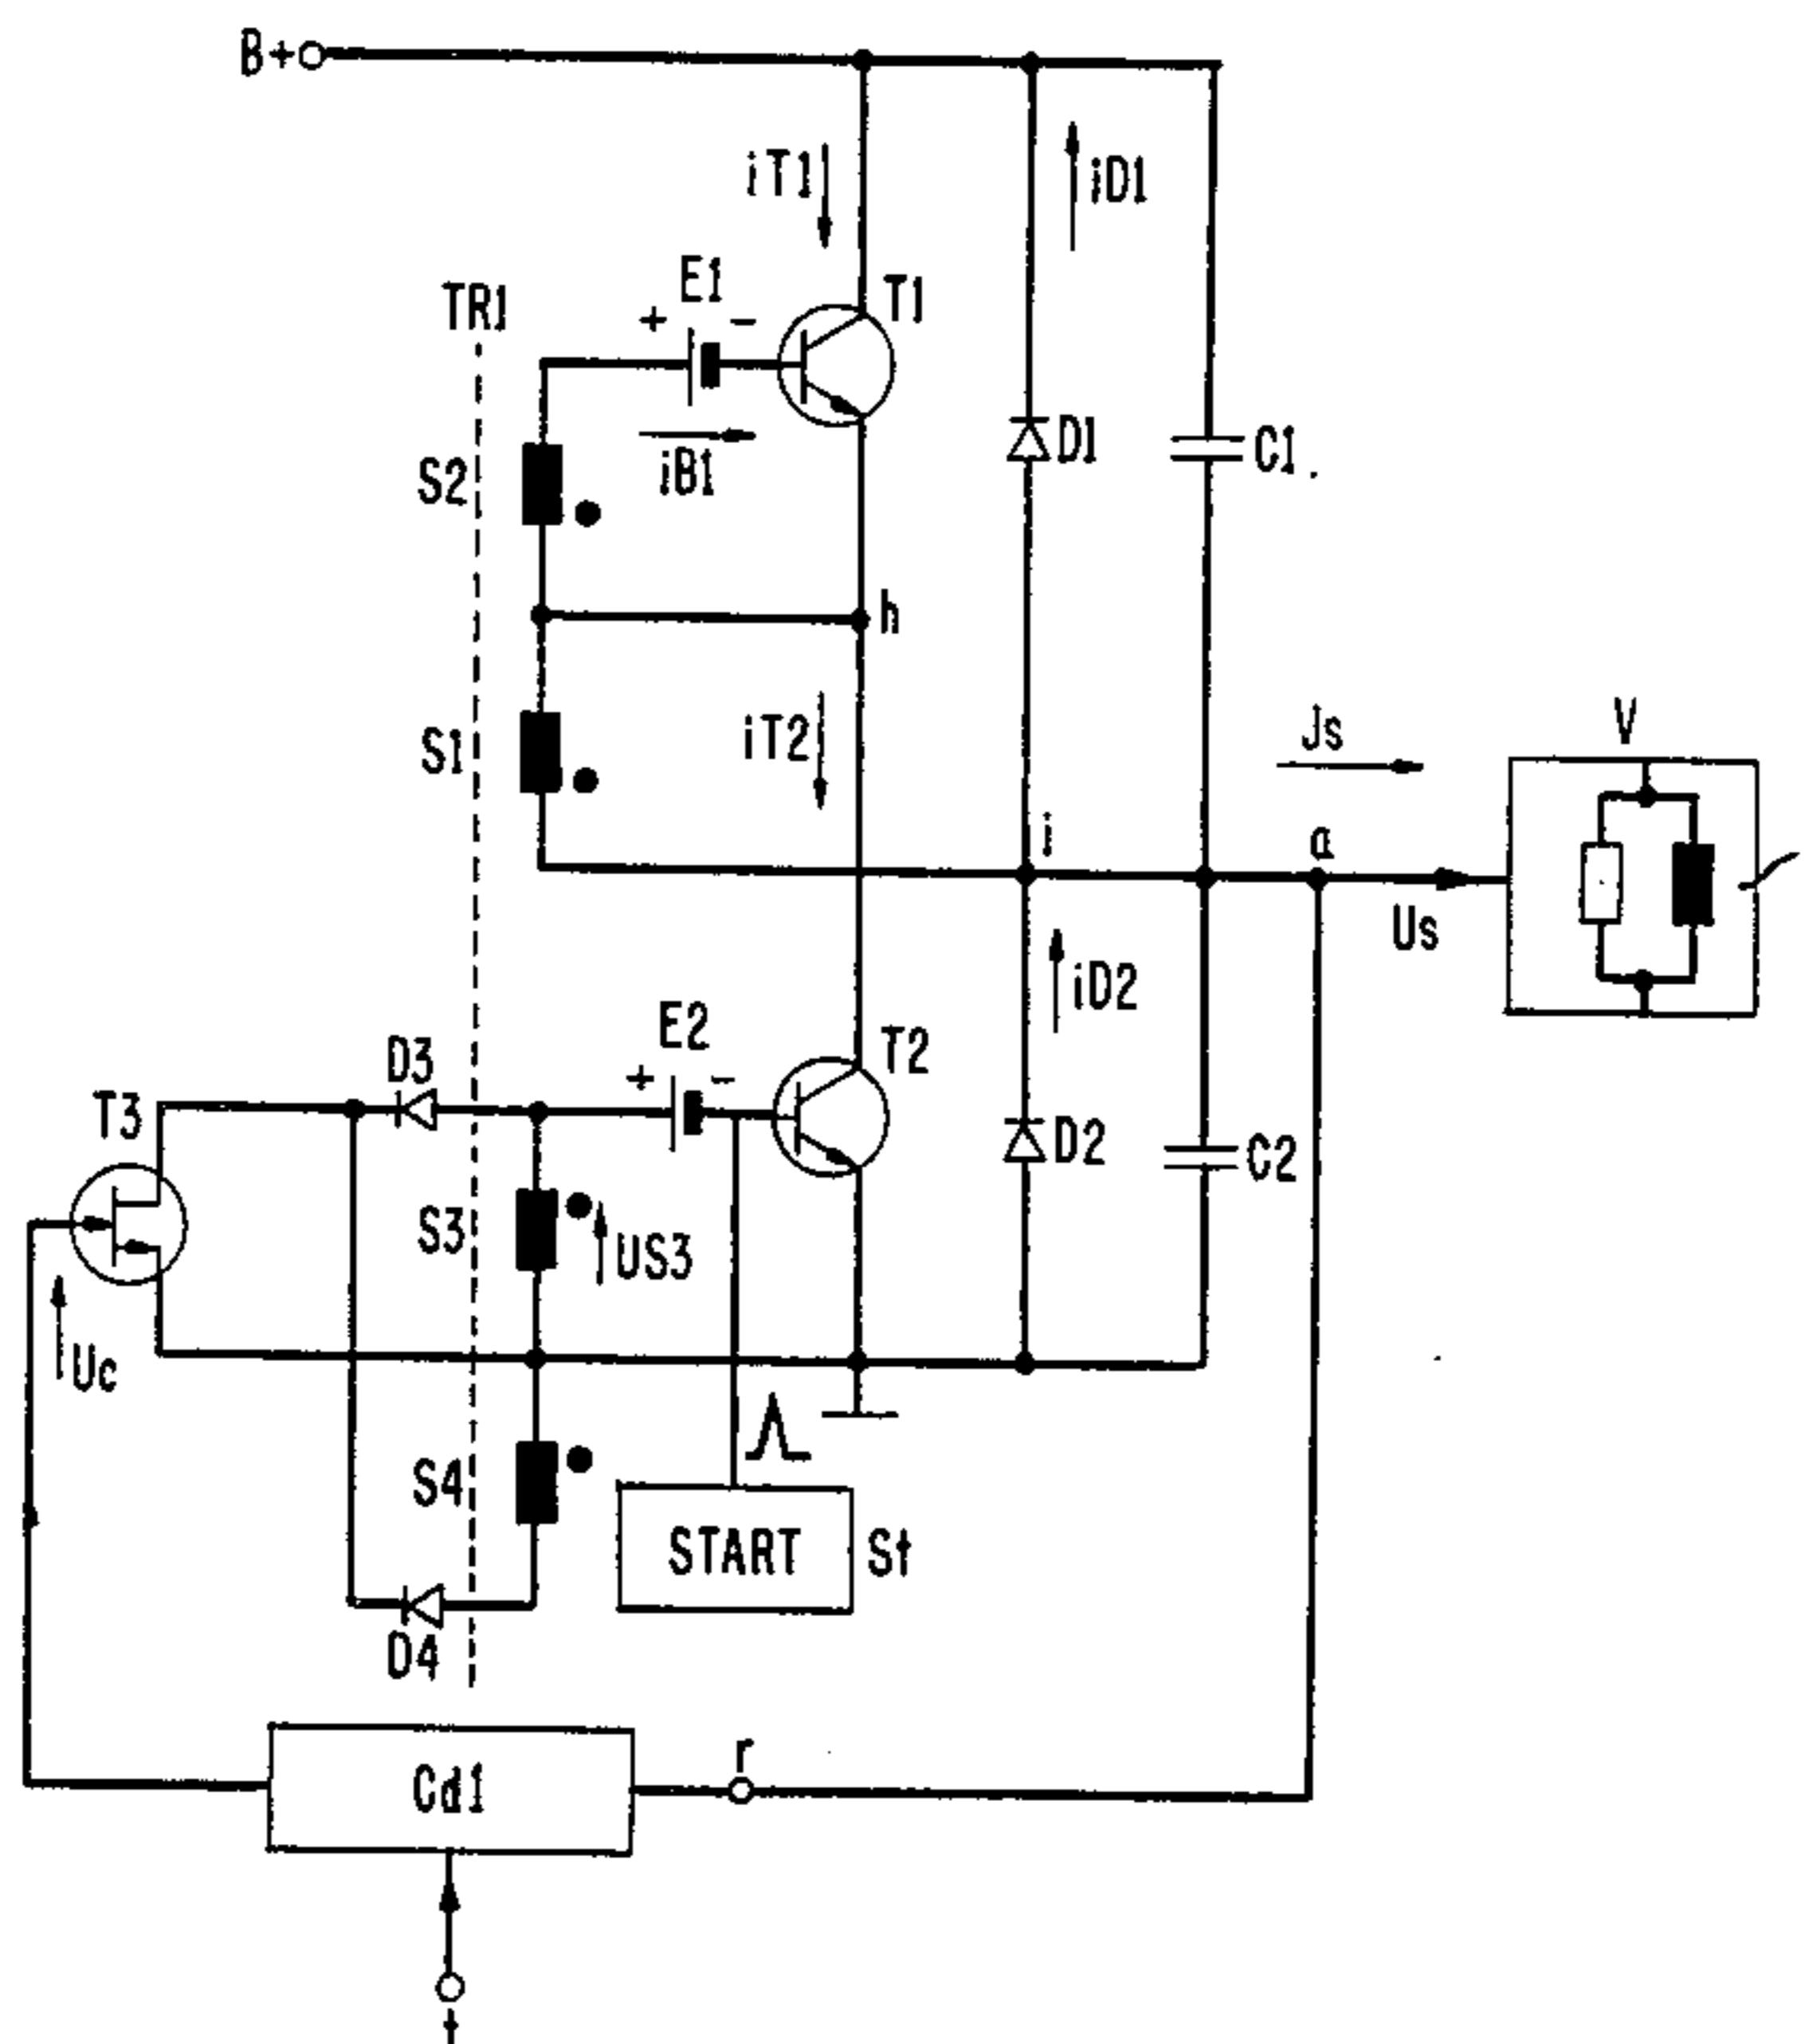 B+
iT1
iD1
E1
T1
TR1
+ -
D1
C1.
S2
iB1
h
S1
iT2
Js
V
j
a
Us
iD2
E2
T2
D3
+ -
T3
D2
C2
S3
US3
Uc
S4
START
St
D4
r
Cd1